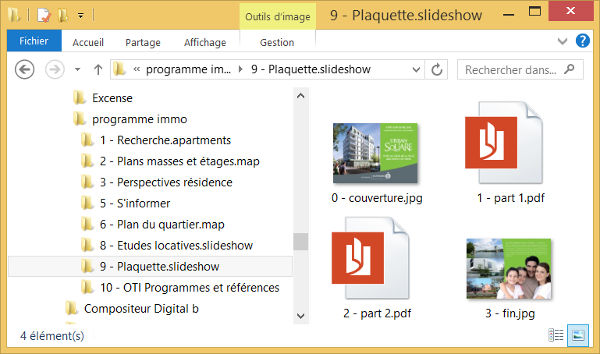 Outils d'image
9 - Plaquette.slideshow
Fichier
Accueil
Partage
Affichage
Gestion
« programme im... 9 - Plaquette.slideshow
Rechercher dans...
Excense
programme immo
1 - Recherche.apartments
2 - Plans masses et étages.map
3 - Perspectives résidence
5 - S'informer
6 - Plan du quartier.map
8 - Etudes locatives.slideshow
9 - Plaquette.slideshow
10 - OTI Programmes et références
Compositeur Digital b
SQUARE
0 - couverture.jpg
1 - part 1.pdf
2 - part 2.pdf
3 - fin.jpg
4 élément(s)